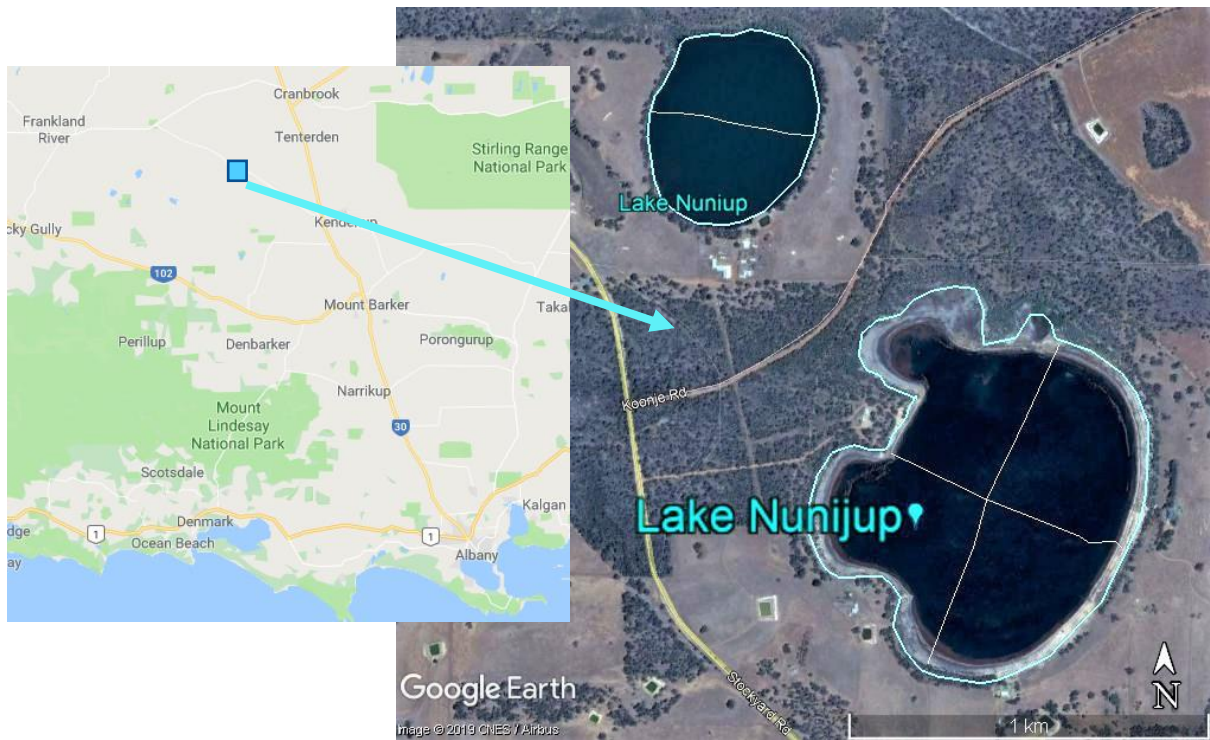 Cranbrook
Frankland
River
Tenterden
Stirling Range
National Park
cky Gully
102
Mount Barker
Perillup
Denbarker
Porongurup
Narrikup
Mount
Lindesay
National Park
30
Scotsdale
Kalgan
Denmark
1
1
Ocean Beach
Albany
Lake Nuniup
Koonje Rd
Lake Nunijup
Stockyard Rd
Google Earth
Image © 2019 CNES / Airbus
N
1 km